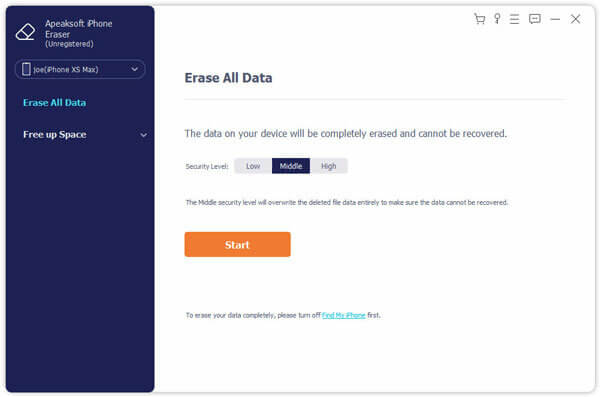 Apeaksoft iPhone
Eraser
(Unregistered)
joe(iPhone XS Max)
Erase All Data
Free up Space
Erase All Data
The data on your device will be completely erased and cannot be recovered.
Security Level: Low Middle High
The Middle security level will overwrite the deleted file data entirely to make sure the data cannot be recovered.
Start
To erase your data completely, please turn off Find My iPhone first.